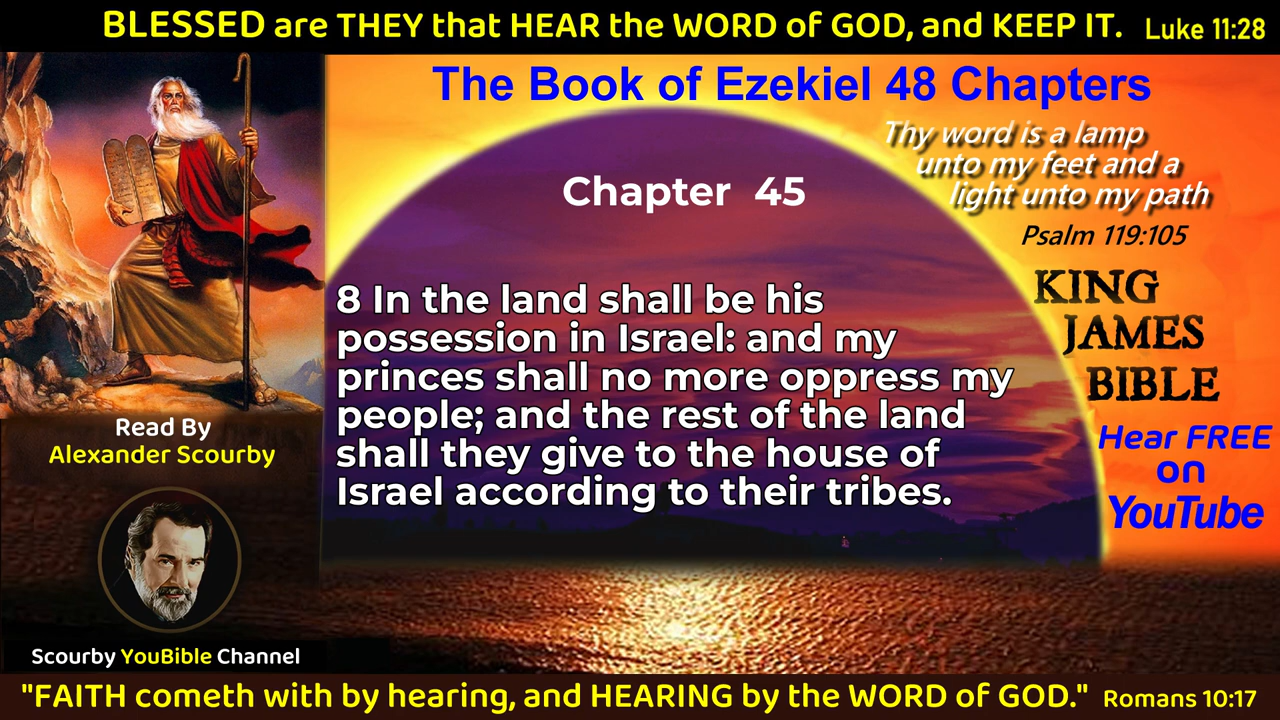 BLESSED are THEY that HEAR the WORD of GOD, and KEEP IT. Luke 11:28
The Book of Ezekiel 48 Chapters
Thy word is a lamp
unto my feet and a
light unto my path
Psalm 119:105
Chapter 45
8 In the land shall be his
possession in Israel: and my
princes shall no more oppress my
people; and the rest of the land
shall they give to the house of
Israel according to their tribes.
KING
JAMES
BIBLE
Hear FREE
on
YouTube
Read By
Alexander Scourby
Scourby YouBible Channel
"FAITH cometh with by hearing, and HEARING by the WORD of GOD." Romans 10:17